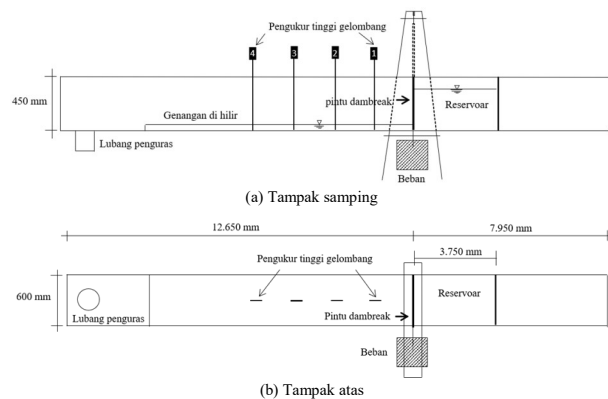 Pengukur tinggi gelombang
4
3
2
1
450 mm
pintu dambreak
Reservoar
Genangan di hilir
Lubang penguras
Beban
(a) Tampak samping
12.650 mm
7.950 mm
3.750 mm
Pengukur tinggi gelombang
600 mm
Reservoar
Lubang penguras
Pintu dambreak
Beban
(b) Tampak atas